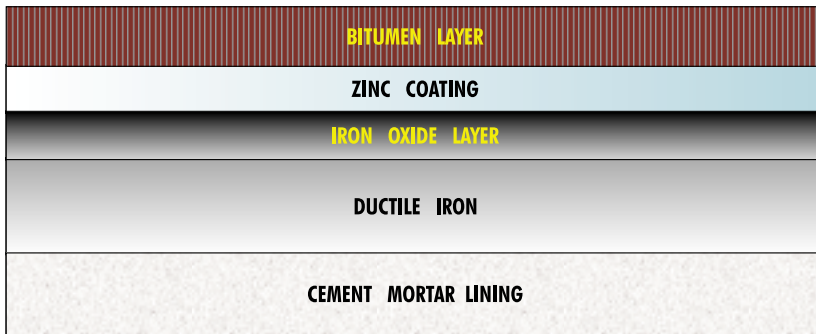 BITUMEN LAYER
ZINC COATING
IRON OXIDE LAYER
DUCTILE IRON
CEMENT MORTAR LINING